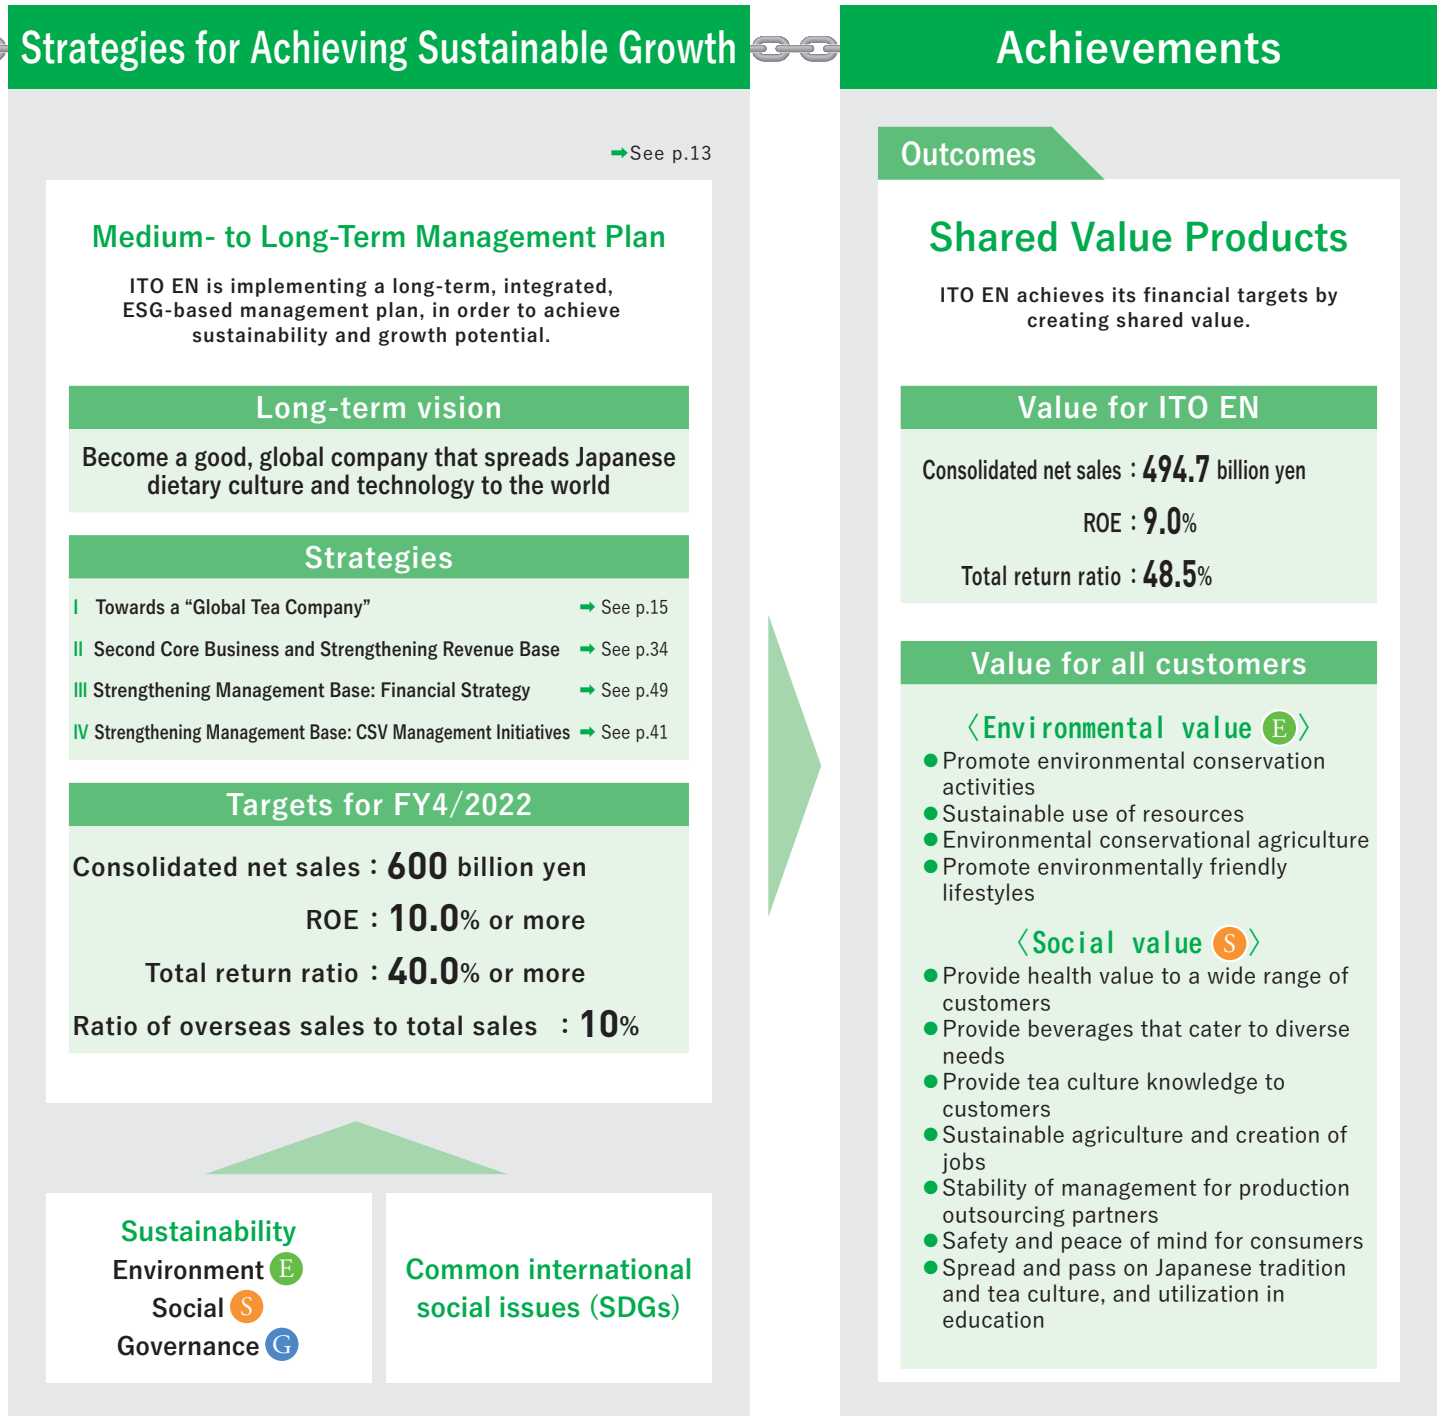 Strategies for Achieving Sustainable Growth
➡See p.13
Medium- to Long-Term Management Plan
ITO EN is implementing a long-term, integrated,
ESG-based management plan, in order to achieve
sustainability and growth potential.
Long-term vision
Become a good, global company that spreads Japanese
dietary culture and technology to the world
Strategies
I Towards a “Global Tea Company” ➡ See p.15
II Second Core Business and Strengthening Revenue Base ➡ See p.34
III Strengthening Management Base: Financial Strategy ➡ See p.49
IV Strengthening Management Base: CSV Management Initiatives ➡ See p.41
Targets for FY4/2022
Consolidated net sales : 600 billion yen
ROE : 10.0% or more
Total return ratio : 40.0% or more
Ratio of overseas sales to total sales : 10%
Sustainability
Environment E
Social S
Governance G
Common international
social issues (SDGs)
Achievements
Outcomes
Shared Value Products
ITO EN achieves its financial targets by
creating shared value.
Value for ITO EN
Consolidated net sales : 494.7 billion yen
ROE : 9.0%
Total return ratio : 48.5%
Value for all customers
〈Environmental value E〉
●Promote environmental conservation
activities
●Sustainable use of resources
●Environmental conservational agriculture
●Promote environmentally friendly
lifestyles
〈Social value S〉
●Provide health value to a wide range of
customers
●Provide beverages that cater to diverse
needs
●Provide tea culture knowledge to
customers
●Sustainable agriculture and creation of
jobs
●Stability of management for production
outsourcing partners
●Safety and peace of mind for consumers
●Spread and pass on Japanese tradition
and tea culture, and utilization in
education